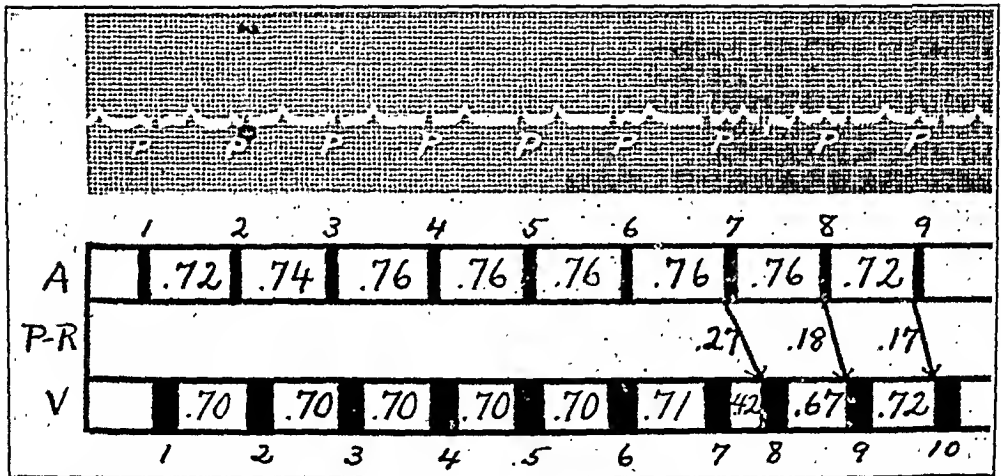 P P P P P P P P P
1 2 3 4 5 6 7 8 9
A .72 .74 .76 .76 .76 .76 .76 .72
P-R .27 .18 .17
V .70 .70 .70 .70 .70 .71 .42 .67 .72
1 2 3 4 .5 6 7 8 9 10